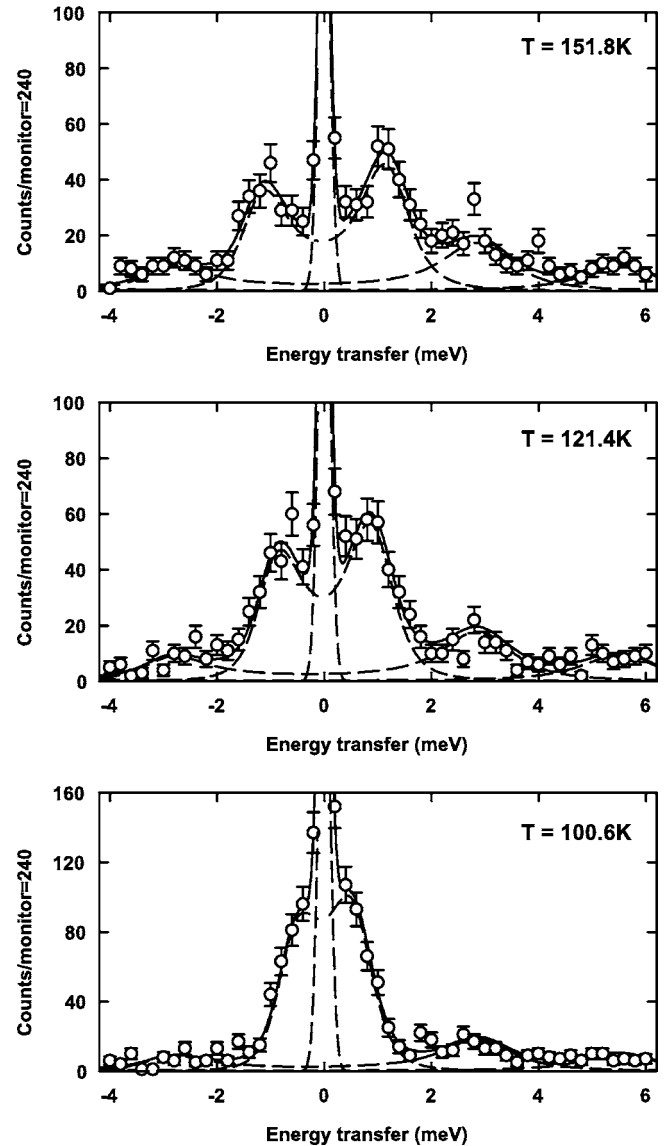 100
T = 151.8K
80
60
40
20
0
Counts/monitor=240
-4 -2 0 2 4 6
Energy transfer (meV)
100
T = 121.4K
80
60
40
20
0
Counts/monitor=240
-4 -2 0 2 4 6
Energy transfer (meV)
160
T = 100.6K
120
80
40
0
Counts/monitor=240
-4 -2 0 2 4 6
Energy transfer (meV)